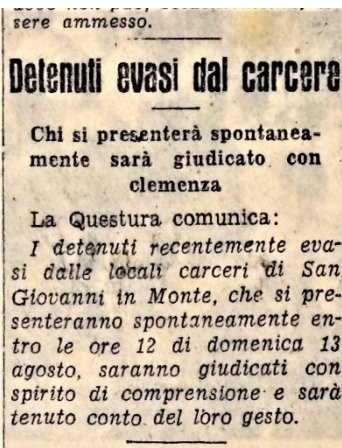 sere ammesso.
Detenuti evasi dal carcere
Chi si presenterà spontanea-
mente sarà giudicato con
clemenza
La Questura comunica:
I detenuti recentemente eva-
si dalle locali carceri di San
Giovanni in Monte, che si pre-
senteranno spontaneamente en-
tro le ore 12 di domenica 13
agosto, saranno giudicati con
spirito di comprensione e sarà
tenuto conto del loro gesto.